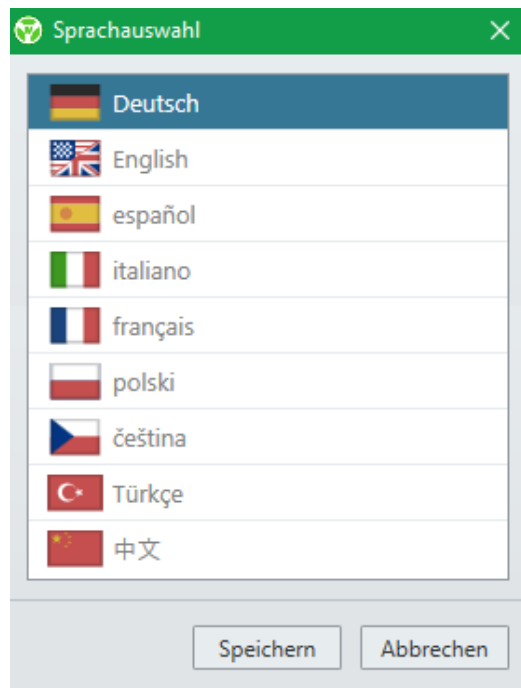 Sprachauswahl
Deutsch
English
español
italiano
français
polski
čeština
Türkçe
中文
Speichern Abbrechen